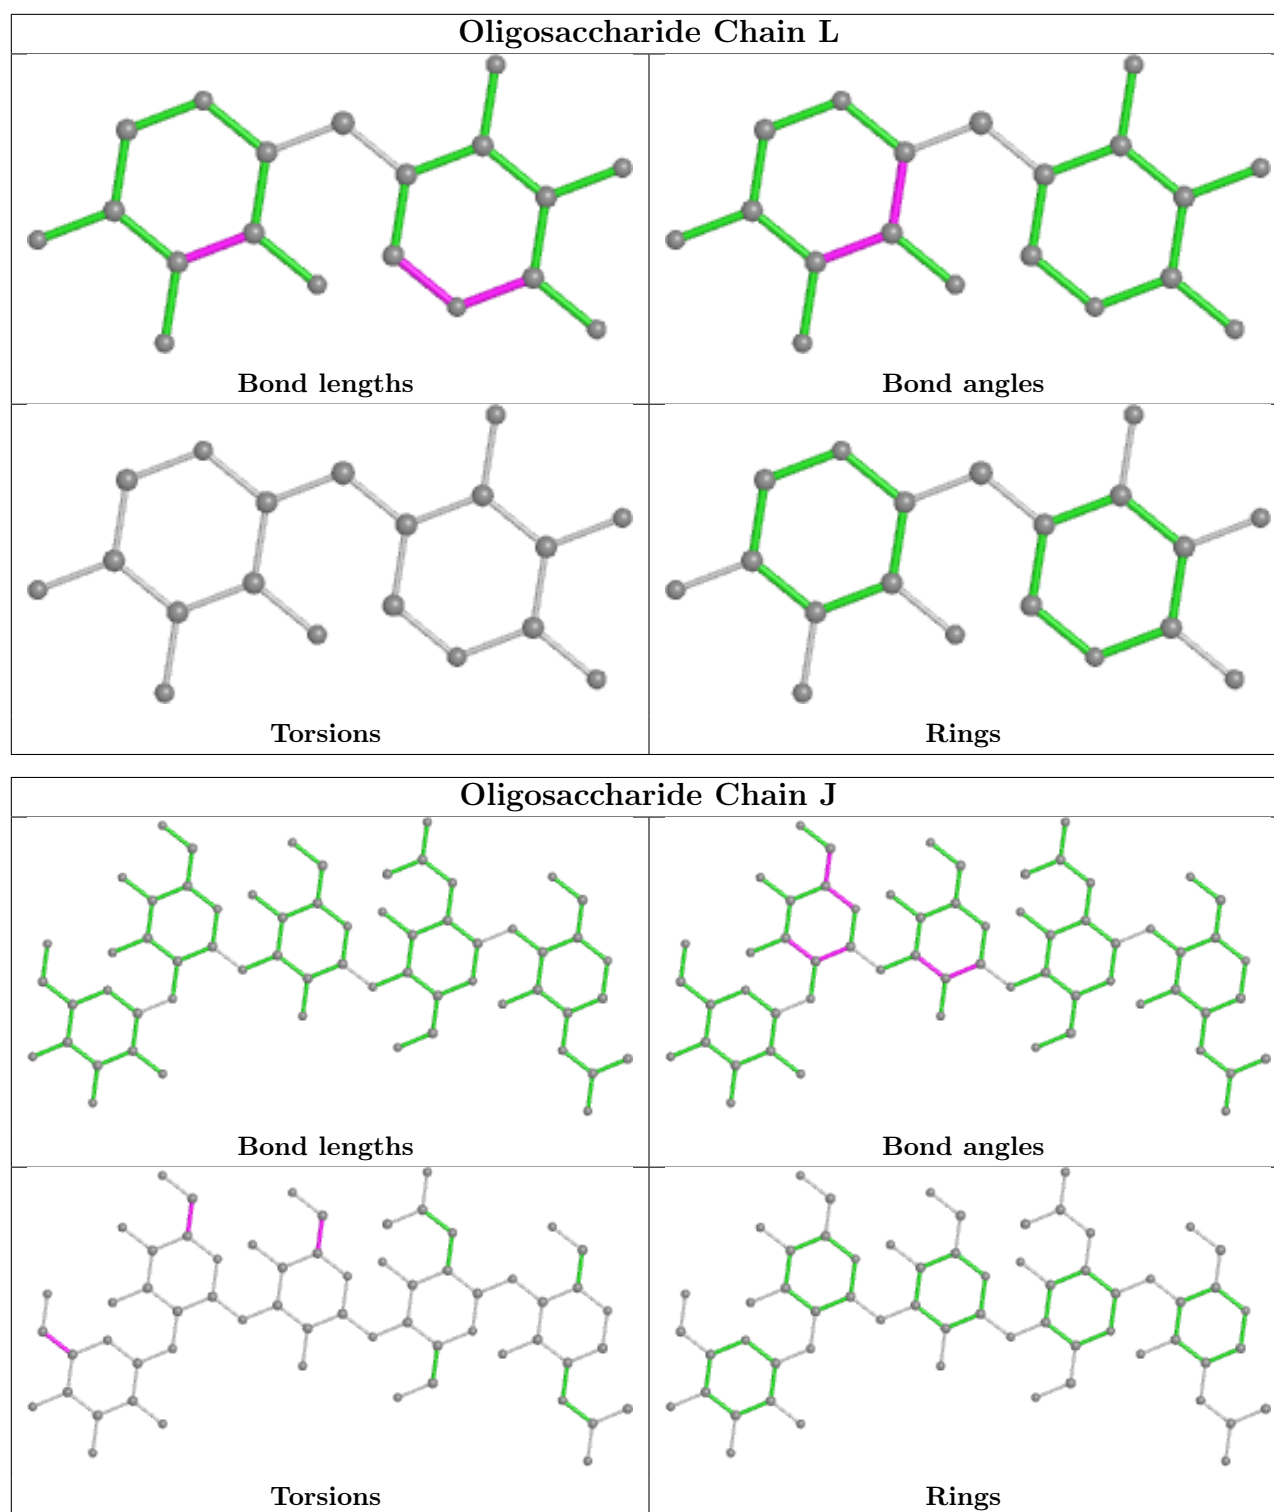 Oligosaccharide Chain L
Bond lengths
Bond angles
Torsions
Rings
Oligosaccharide Chain J
Bond lengths
Bond angles
Torsions
Rings